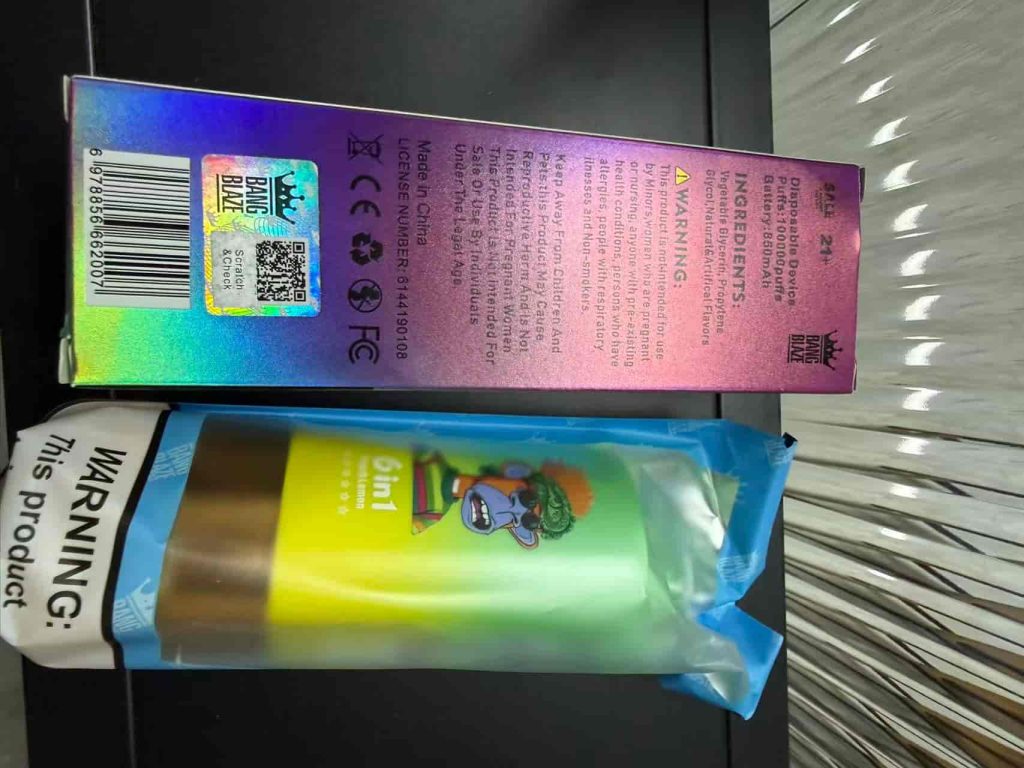 SAFE
21+
BANG
BLAZE
Disposable Device
Puffs:10000puffs
Battery:650mAh
INGREDIENTS:
Vegetable Glycerin, Propylene
Glycol, Natural&Artifical Flavors
WARNING:
This product is not intended for use
by Minors, women who are pregnant
or nursing, anyone with pre-existing
health conditions, persons who have
allergies, people with respiratory
illnesses and Non-smokers.
Keep Away From Children And
Pets.this Product May Cause
Reproductive Harm And is Not
Intended For Pregnant Women
This Product is Not Intended For
Sale Or Use By Individuals
Under The Legal Age
Made in China
LICENSE NUMBER: 6144190108
CE
FC
BANG
BLAZE
Scratch
&Check
6 978856 662007
6in1
WARNING:
This product